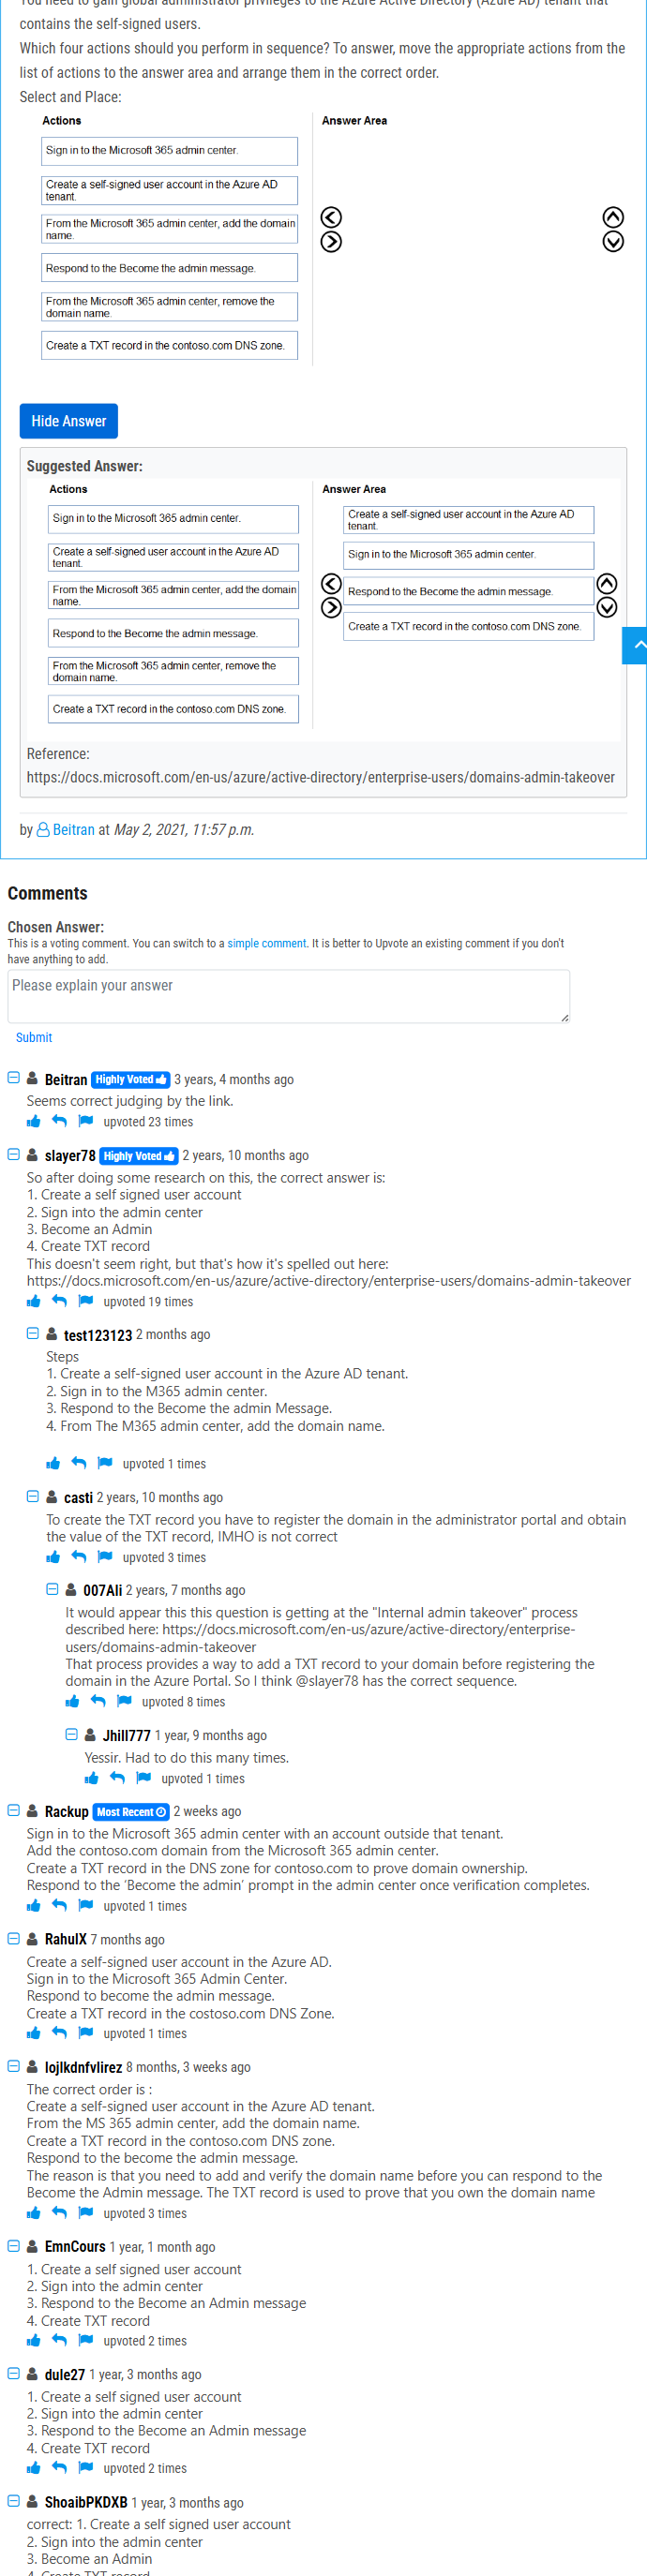 You need to gain global administrator privileges to the Azure Active Directory (Azure AD) tenant that
contains the self-signed users.
Which four actions should you perform in sequence? To answer, move the appropriate actions from the
list of actions to the answer area and arrange them in the correct order.
Select and Place:
Actions
Answer Area
Sign in to the Microsoft 365 admin center.
Create a self-signed user account in the Azure AD
tenant.
From the Microsoft 365 admin center, add the domain
name.
Respond to the Become the admin message.
From the Microsoft 365 admin center, remove the
domain name.
Create a TXT record in the contoso.com DNS zone.
Hide Answer
Suggested Answer:
Actions
Answer Area
Sign in to the Microsoft 365 admin center.
Create a self-signed user account in the Azure AD
tenant.
From the Microsoft 365 admin center, add the domain
name.
Respond to the Become the admin message.
From the Microsoft 365 admin center, remove the
domain name.
Create a TXT record in the contoso.com DNS zone.
Create a self-signed user account in the Azure AD
tenant.
Sign in to the Microsoft 365 admin center.
Respond to the Become the admin message.
Create a TXT record in the contoso.com DNS zone.
Reference:
https://docs.microsoft.com/en-us/azure/active-directory/enterprise-users/domains-admin-takeover
by Beitran at May 2, 2021, 11:57 p.m.
Comments
Chosen Answer:
This is a voting comment. You can switch to a simple comment. It is better to Upvote an existing comment if you don't
have anything to add.
Please explain your answer
Submit
Beitran Highly Voted 3 years, 4 months ago
Seems correct judging by the link.
upvoted 23 times
slayer78 Highly Voted 2 years, 10 months ago
So after doing some research on this, the correct answer is:
1. Create a self signed user account
2. Sign into the admin center
3. Become an Admin
4. Create TXT record
This doesn't seem right, but that's how it's spelled out here:
https://docs.microsoft.com/en-us/azure/active-directory/enterprise-users/domains-admin-takeover
upvoted 19 times
test123123 2 months ago
Steps
1. Create a self-signed user account in the Azure AD tenant.
2. Sign in to the M365 admin center.
3. Respond to the Become the admin Message.
4. From The M365 admin center, add the domain name.
upvoted 1 times
casti 2 years, 10 months ago
To create the TXT record you have to register the domain in the administrator portal and obtain
the value of the TXT record, IMHO is not correct
upvoted 3 times
007Ali 2 years, 7 months ago
It would appear this this question is getting at the "Internal admin takeover" process
described here: https://docs.microsoft.com/en-us/azure/active-directory/enterprise-
users/domains-admin-takeover
That process provides a way to add a TXT record to your domain before registering the
domain in the Azure Portal. So I think @slayer78 has the correct sequence.
upvoted 8 times
Jhill777 1 year, 9 months ago
Yessir. Had to do this many times.
upvoted 1 times
Rackup Most Recent 2 weeks ago
Sign in to the Microsoft 365 admin center with an account outside that tenant.
Add the contoso.com domain from the Microsoft 365 admin center.
Create a TXT record in the DNS zone for contoso.com to prove domain ownership.
Respond to the 'Become the admin' prompt in the admin center once verification completes.
upvoted 1 times
RahulX 7 months ago
Create a self-signed user account in the Azure AD.
Sign in to the Microsoft 365 Admin Center.
Respond to become the admin message.
Create a TXT record in the costoso.com DNS Zone.
upvoted 1 times
lojlkdnfvlirez 8 months, 3 weeks ago
The correct order is :
Create a self-signed user account in the Azure AD tenant.
From the MS 365 admin center, add the domain name.
Create a TXT record in the contoso.com DNS zone.
Respond to the become the admin message.
The reason is that you need to add and verify the domain name before you can respond to the
Become the Admin message. The TXT record is used to prove that you own the domain name
upvoted 3 times
EmnCours 1 year, 1 month ago
1. Create a self signed user account
2. Sign into the admin center
3. Respond to the Become an Admin message
4. Create TXT record
upvoted 2 times
dule27 1 year, 3 months ago
1. Create a self signed user account
2. Sign into the admin center
3. Respond to the Become an Admin message
4. Create TXT record
upvoted 2 times
ShoaibPKDXB 1 year, 3 months ago
correct: 1. Create a self signed user account
2. Sign into the admin center
3. Become an Admin
4. Create TXT record